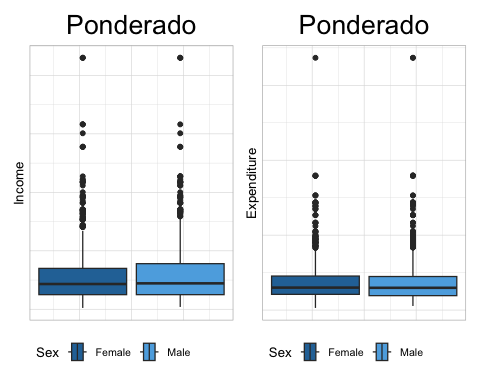 Ponderado
Ponderado
Income
Expenditure
Sex Female Male
Sex Female Male